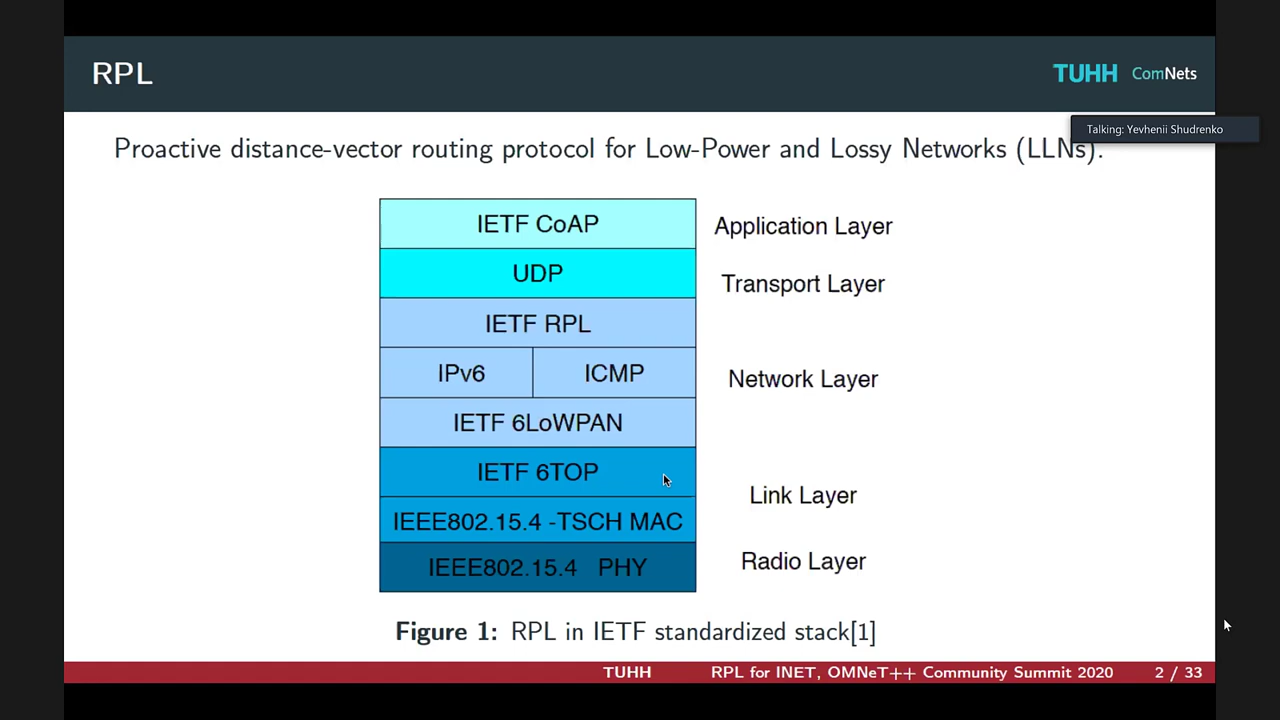 RPL
TUHH ComNets
Talking: Yevhenii Shudrenko
Proactive distance-vector routing protocol for Low-Power and Lossy Networks (LLNs).
IETF CoAP
Application Layer
UDP
Transport Layer
IETF RPL
IPv6
ICMP
Network Layer
IETF 6LoWPAN
IETF 6TOP
Link Layer
IEEE802.15.4 -TSCH MAC
IEEE802.15.4 PHY
Radio Layer
Figure 1: RPL in IETF standardized stack[1]
TUHH RPL for INET, OMNeT++ Community Summit 2020 2 / 33